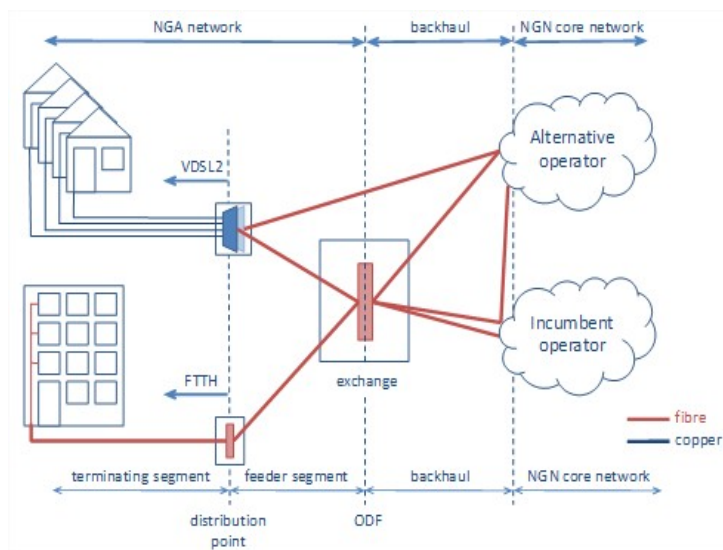 NGA network
backhaul
NGN core network
VDSL2
Alternative
operator
Incumbent
operator
exchange
FTTH
fibre
copper
terminating segment
feeder segment
backhaul
NGN core network
distribution
point
ODF